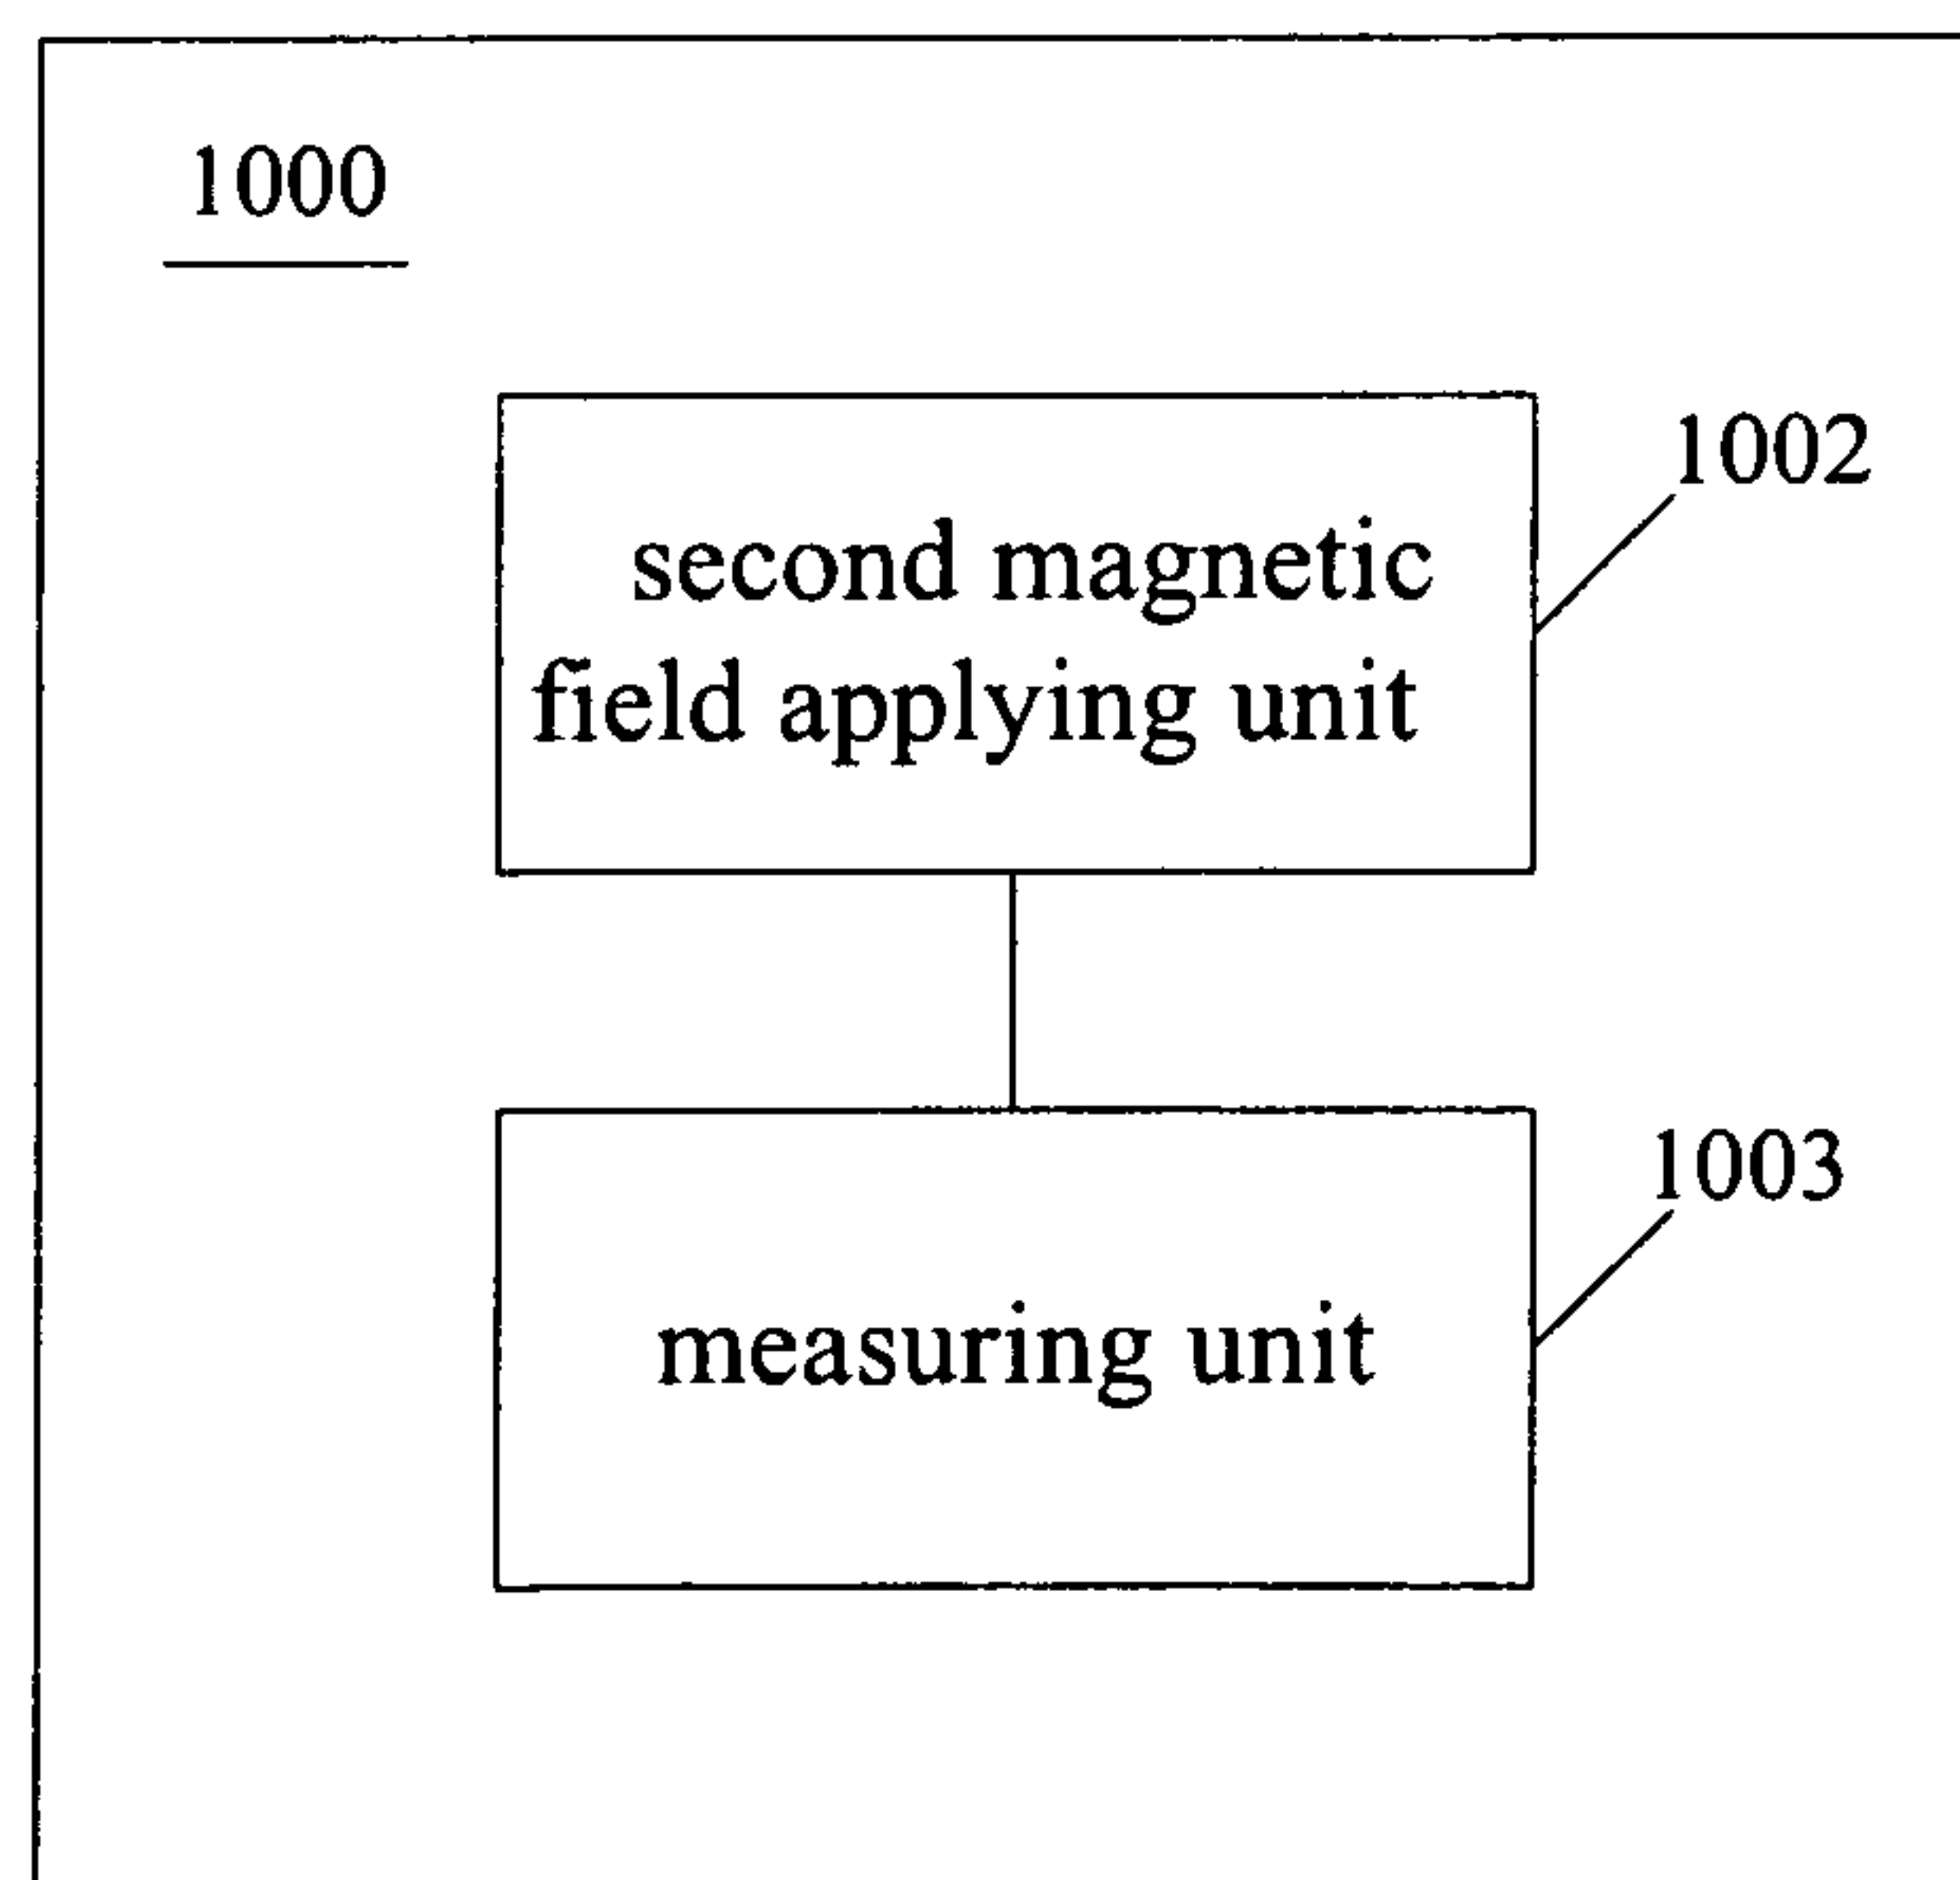 1000
1002
second magnetic
field applying unit
1003
measuring unit